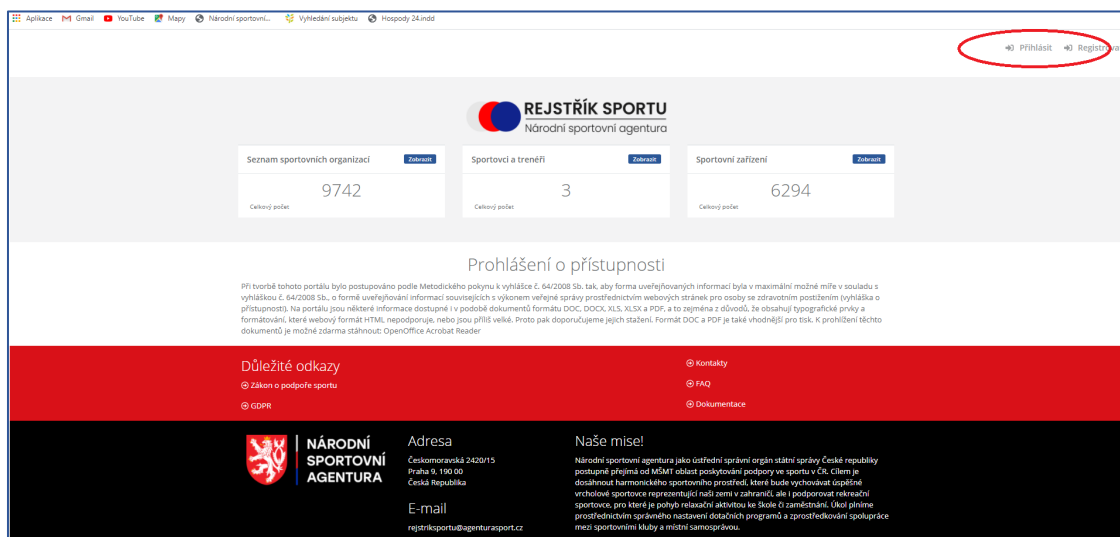 Aplikace Gmail YouTube Mapy Národní sportovní... Vyhledání subjektu Hospody 24.indd
Přihlásit Registrova
REJSTŘÍK SPORTU
Národní sportovní agentura
Seznam sportovních organizací Zobrazit
9742
Celkový počet
Sportovci a trenéři Zobrazit
3
Celkový počet
Sportovní zařízení Zobrazit
6294
Celkový počet
Prohlášení o přístupnosti
Při tvorbě tohoto portálu bylo postupováno podle Metodického pokynu k vyhlášce č. 64/2008 Sb. tak, aby forma uveřejňovaných informací byla v maximální možné míře v souladu s
vyhláškou č. 64/2008 Sb., o formě uveřejňování informací souvisejících s výkonem veřejné správy prostřednictvím webových stránek pro osoby se zdravotním postižením (vyhláška o
přístupnosti). Na portálu jsou některé informace dostupné i v podobě dokumentů formátu DOC, DOCX, XLS, XLSX a PDF, a to zejména z důvodů, že obsahují typografické prvky a
formátování, které webový formát HTML nepodporuje, nebo jsou příliš velké. Proto pak doporučujeme jejich stažení. Formát DOC a PDF je také vhodnější pro tisk. K prohlížení těchto
dokumentů je možné zdarma stáhnout: OpenOffice Acrobat Reader
Důležité odkazy
Zákon o podpoře sportu
GDPR
Kontakty
FAQ
Dokumentace
NÁRODNÍ
SPORTOVNÍ
AGENTURA
Adresa
Českomoravská 2420/15
Praha 9, 190 00
Česká Republika
E-mail
rejstriksportu@agenturasport.cz
Naše mise!
Národní sportovní agentura jako ústřední správní orgán státní správy České republiky
postupně přejímá od MŠMT oblast poskytování podpory ve sportu v ČR. Cílem je
dosáhnout harmonického sportovního prostředí, které bude vychovávat úspěšné
vrcholové sportovce reprezentující naši zemi v zahraničí, ale i podporovat rekreační
sportovce, pro které je pohyb relaxační aktivitou ke škole či zaměstnání. Úkol plníme
prostřednictvím správného nastavení dotačních programů a zprostředkování spolupráce
mezi sportovními kluby a místní samosprávou.